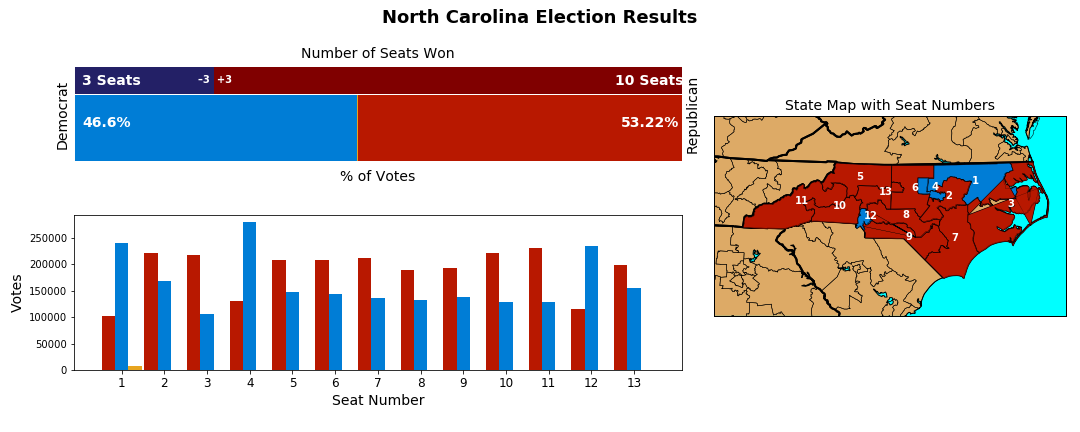 North Carolina Election Results
Number of Seats Won
Democrat
3 Seats
-3
+3
10 Seats
46.6%
53.22%
Republican
% of Votes
Votes
250000
200000
150000
100000
50000
0
1 2 3 4 5 6 7 8 9 10 11 12 13
Seat Number
State Map with Seat Numbers
5
1
11
13
6
4
2
10
3
12
8
9
7